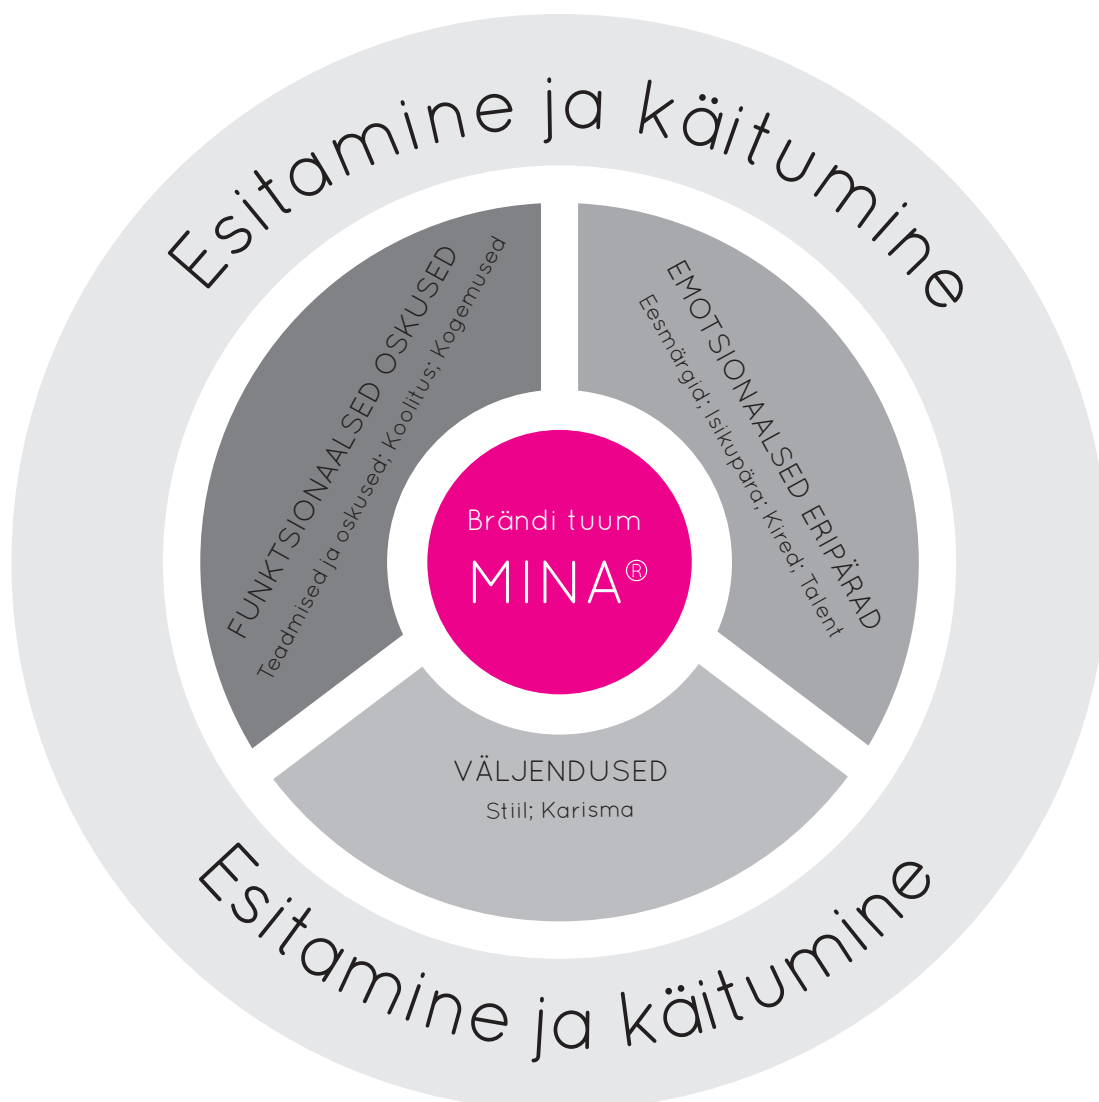 Esitamine ja käitumine
FUNKTSIONAALSED OSKUSED
Teadmised ja oskused; Koolitus; Kogemused
EMOTSIONAALSED ERIPÄRAD
Eesmärgid; Isikupära; Kired; Talent
Brändi tuum
MINA®
VÄLJENDUSED
Stiil; Karisma
Esitamine ja käitumine